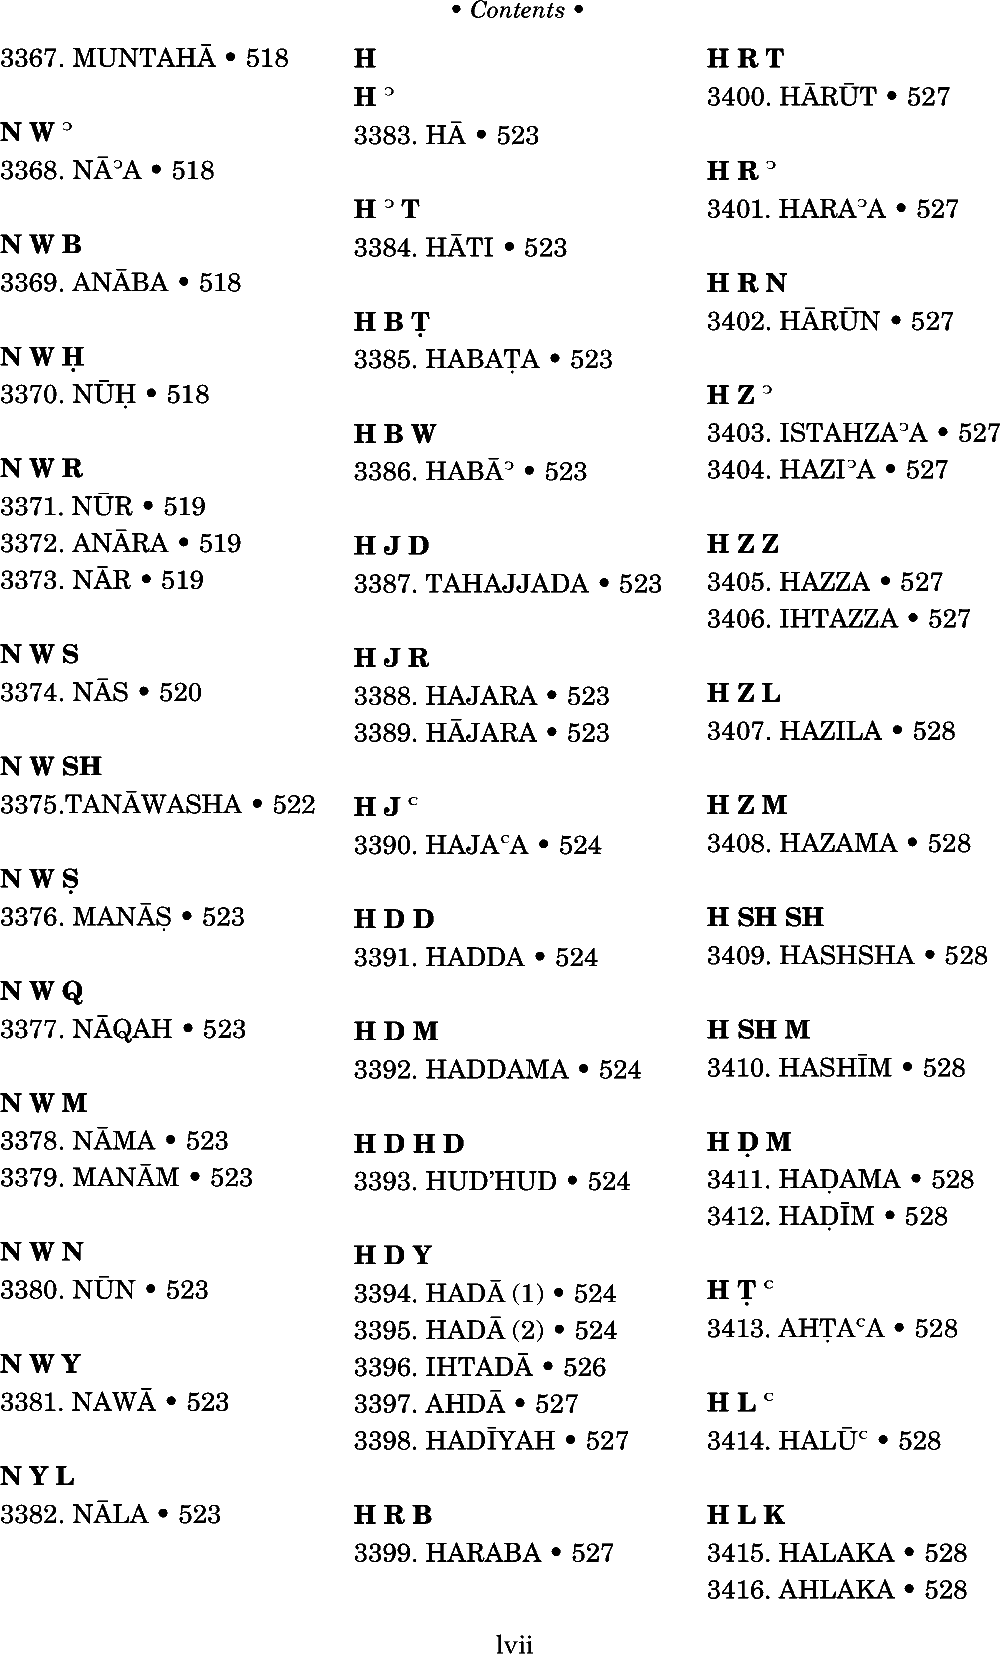 • Contents •
3367. MUNTAHĀ • 518
N W ᵓ
3368. NĀᵓA • 518
N W B
3369. ANĀBA • 518
N W Ḥ
3370. NŪḤ • 518
N W R
3371. NŪR • 519
3372. ANĀRA • 519
3373. NĀR • 519
N W S
3374. NĀS • 520
N W SH
3375.TANĀWASHA • 522
N W Ṣ
3376. MANĀṢ • 523
N W Q
3377. NĀQAH • 523
N W M
3378. NĀMA • 523
3379. MANĀM • 523
N W N
3380. NŪN • 523
N W Y
3381. NAWĀ • 523
N Y L
3382. NĀLA • 523
H
H ᵓ
3383. HĀ • 523
H ᵓ T
3384. HĀTI • 523
H B Ṭ
3385. HABAṬA • 523
H B W
3386. HABĀᵓ • 523
H J D
3387. TAHAJJADA • 523
H J R
3388. HAJARA • 523
3389. HĀJARA • 523
H J ᶜ
3390. HAJAᶜA • 524
H D D
3391. HADDA • 524
H D M
3392. HADDAMA • 524
H D H D
3393. HUD’HUD • 524
H D Y
3394. HADĀ (1) • 524
3395. HADĀ (2) • 524
3396. IHTADĀ • 526
3397. AHDĀ • 527
3398. HADĪYAH • 527
H R B
3399. HARABA • 527
H R T
3400. HĀRŪT • 527
H R ᵓ
3401. HARAᵓA • 527
H R N
3402. HĀRŪN • 527
H Z ᵓ
3403. ISTAHZAᵓA • 527
3404. HAZIᵓA • 527
H Z Z
3405. HAZZA • 527
3406. IHTAZZA • 527
H Z L
3407. HAZILA • 528
H Z M
3408. HAZAMA • 528
H SH SH
3409. HASHSHA • 528
H SH M
3410. HASHĪM • 528
H Ḍ M
3411. HAḌAMA • 528
3412. HAḌĪM • 528
H Ṭ ᶜ
3413. AHṬAᶜA • 528
H L ᶜ
3414. HALŪᶜ • 528
H L K
3415. HALAKA • 528
3416. AHLAKA • 528
lvii